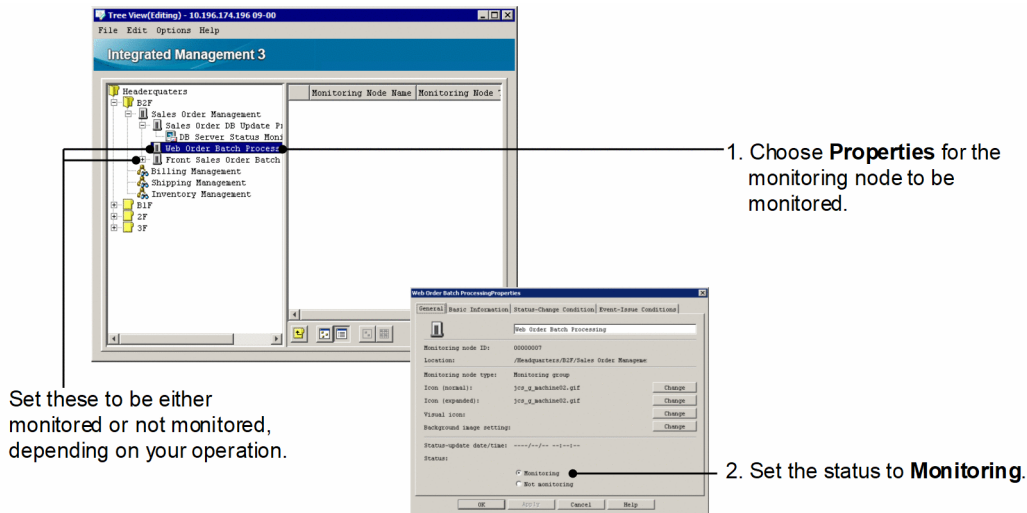 Tree View(Editing) - 10.196.174.196 09-00
File Edit Options Help
Integrated Management 3
Headerquaters
B2F
Sales Order Management
Sales Order DB Update P
DB Server Status Moni
Web Order Batch Process
Front Sales Order Batch
Billing Management
Shipping Management
Inventory Management
B1F
2F
3F
Monitoring Node Name Monitoring Node
1. Choose Properties for the
monitoring node to be
monitored.
Set these to be either
monitored or not monitored,
depending on your operation.
Web Order Batch ProcessingProperties
General Basic Information Status-Change Condition Event-Issue Conditions
Web Order Batch Processing
Monitoring node ID: 00000007
Location: /Headquarters/B2F/Sales Order Manageme
Monitoring node type: Monitoring group
Icon (normal): jcs_g_machine02.gif Change
Icon (expanded): jcs_g_machine02.gif Change
Visual icon: Change
Background image setting: Change
Status-update date/time: ----/--/-- --:--:--
Status:
Monitoring
Not monitoring
OK Apply Cancel Help
2. Set the status to Monitoring.